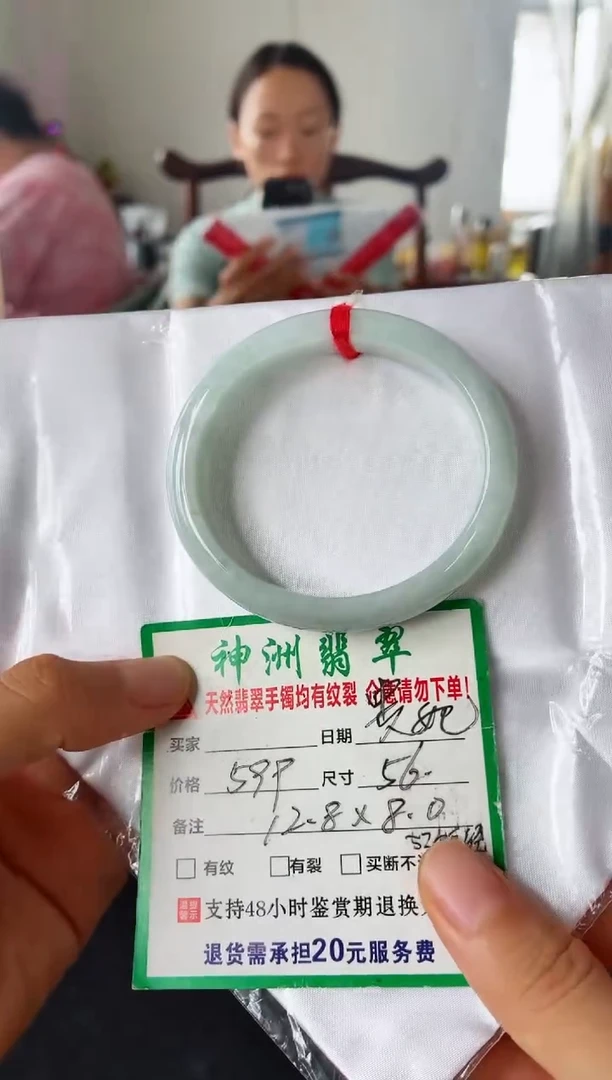 神洲翡翠
天然翡翠手镯均有纹裂 介意请勿下单！
买家 日期
价格 尺寸 56.
备注 12.8×8.0
有纹 有裂 买断不
支持48小时鉴赏期退换
退货需承担20元服务费